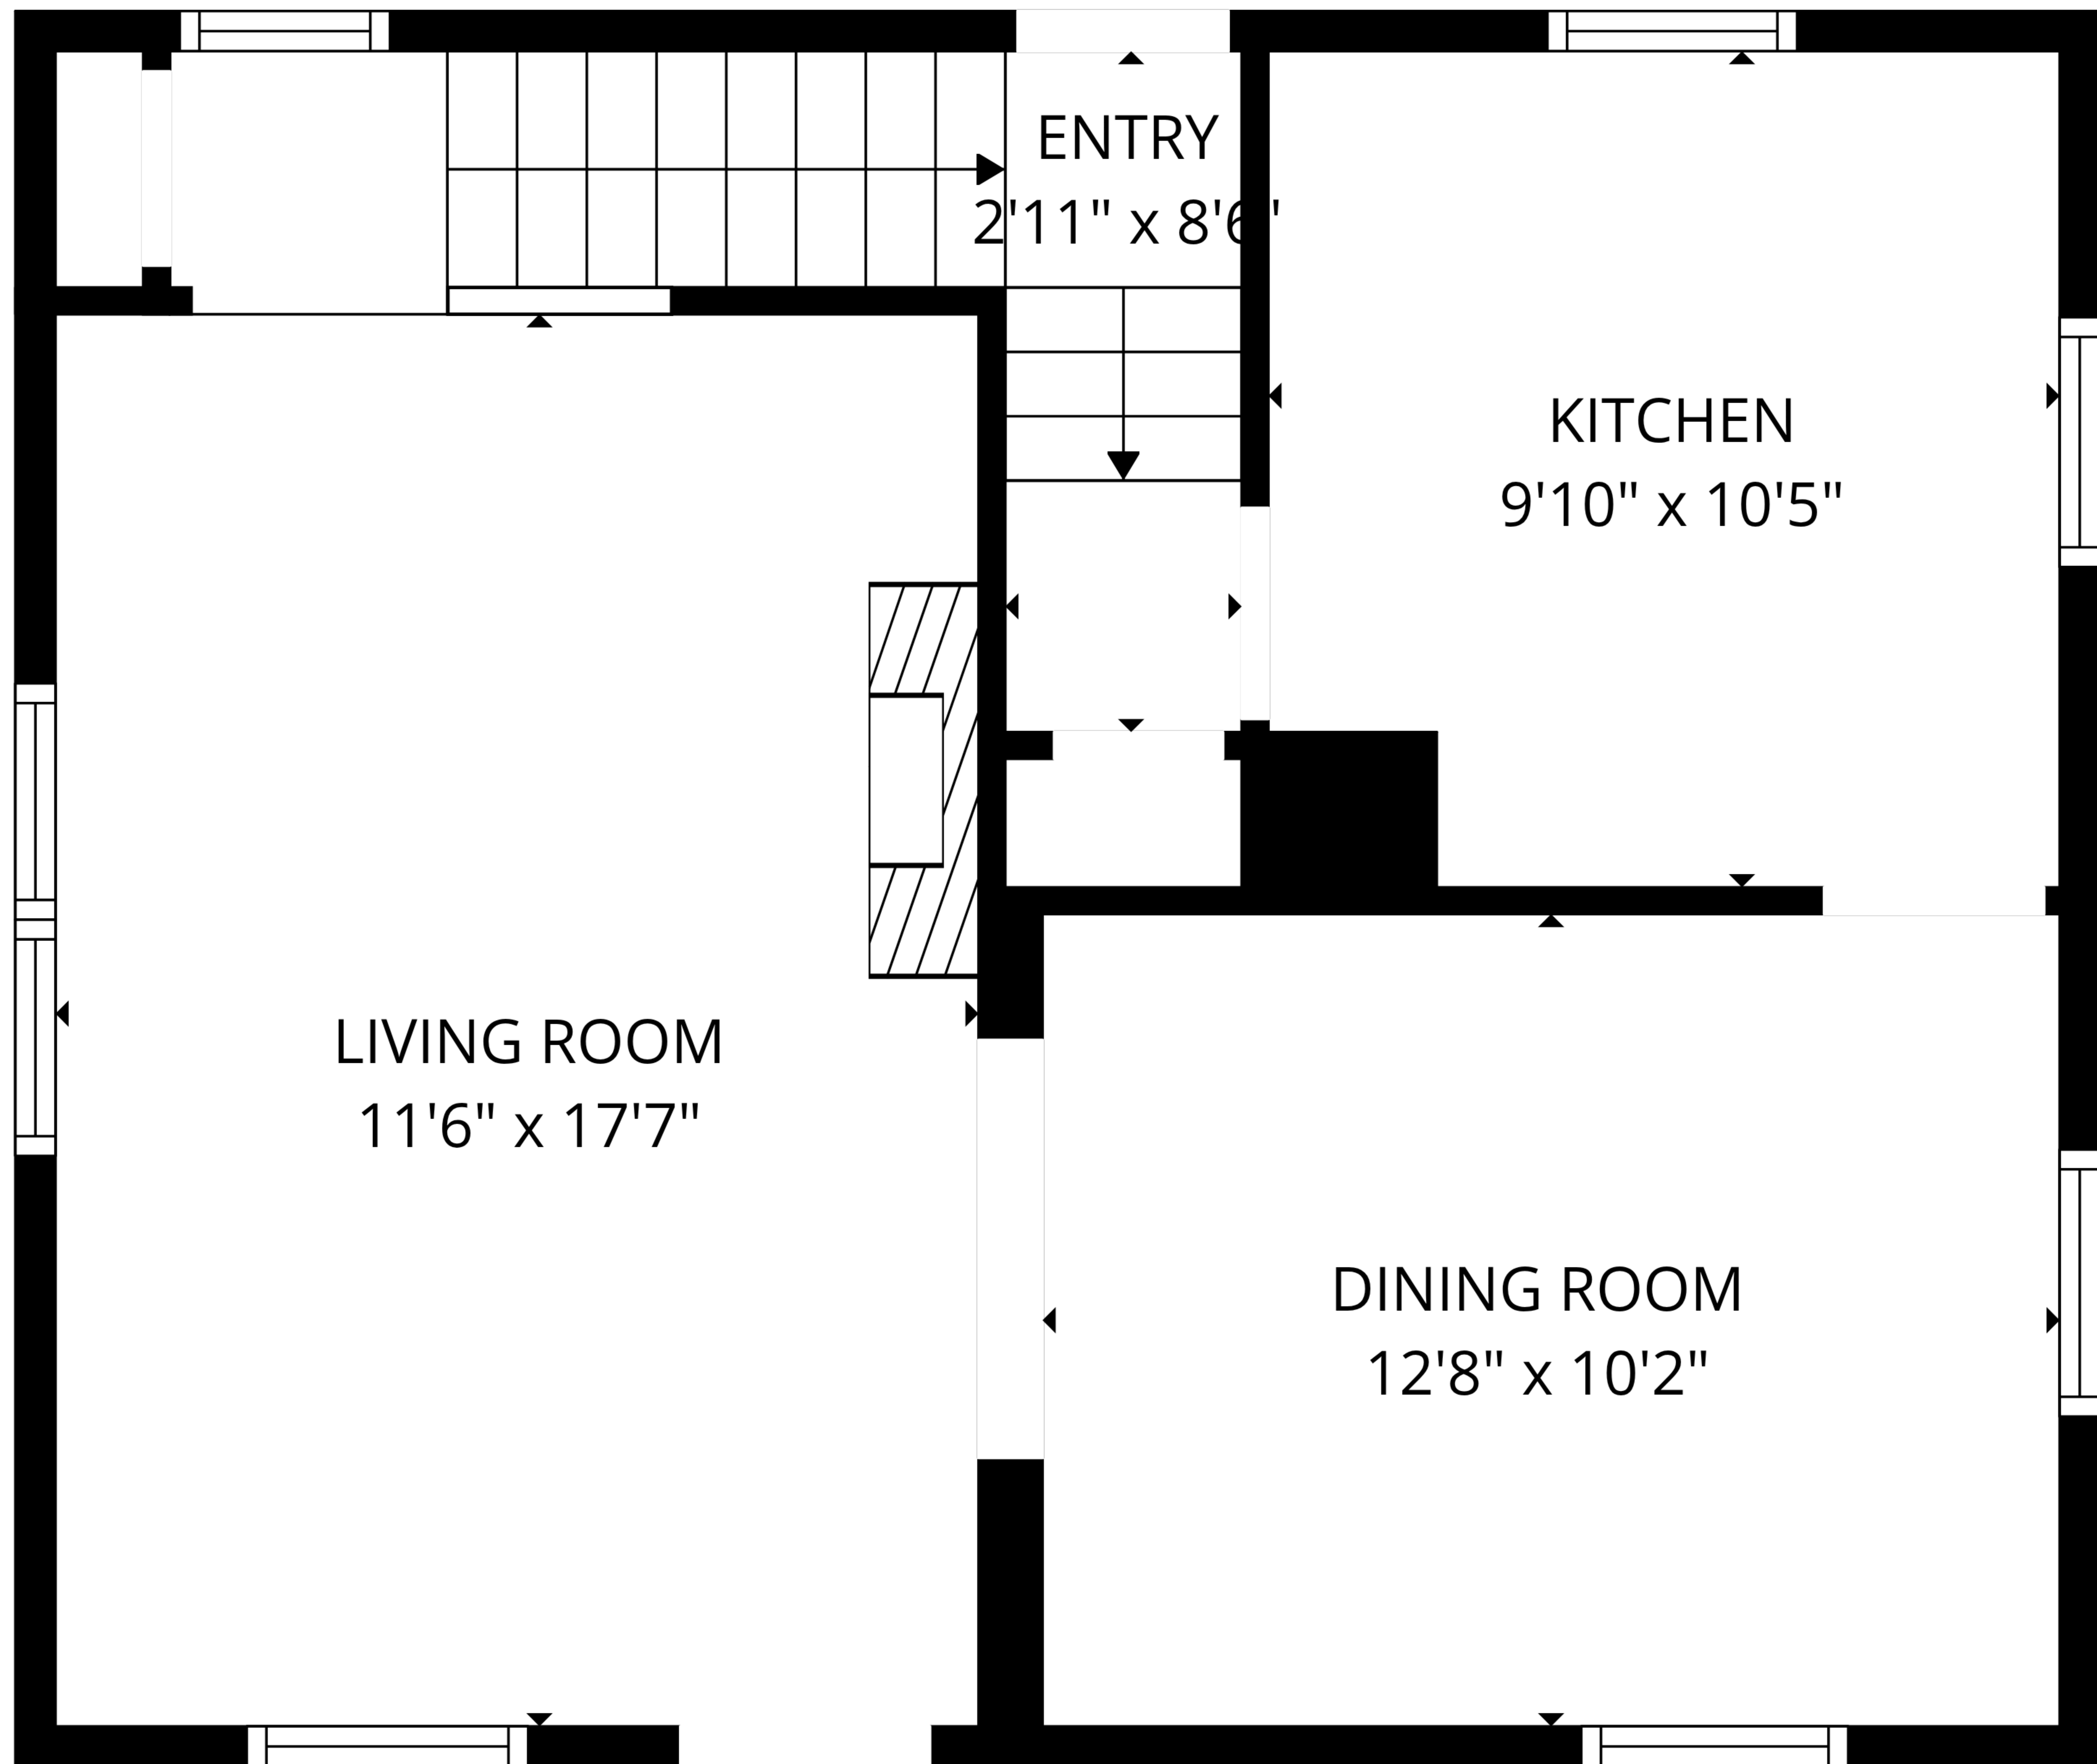 ENTRY
2'11" x 8'6"
KITCHEN
9'10" x 10'5"
LIVING ROOM
11'6" x 17'7"
DINING ROOM
12'8" x 10'2"